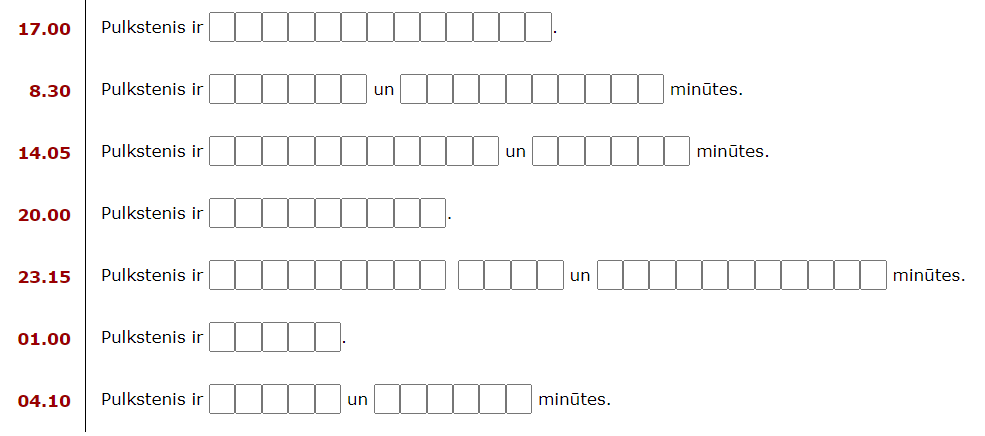 17.00 Pulkstenis ir .
8.30 Pulkstenis ir un minūtes.
14.05 Pulkstenis ir un minūtes.
20.00 Pulkstenis ir .
23.15 Pulkstenis ir un minūtes.
01.00 Pulkstenis ir .
04.10 Pulkstenis ir un minūtes.